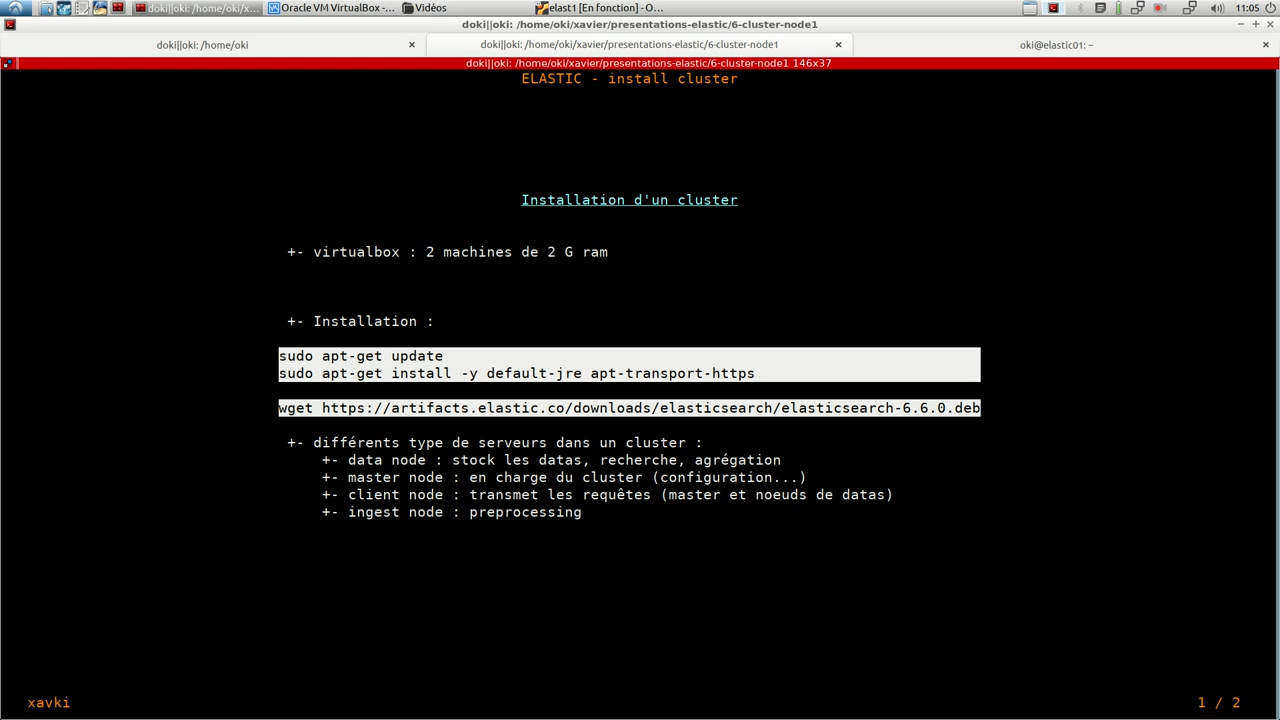 doki||oki: /home/oki/x...
Oracle VM VirtualBox -...
Vidéos
elast1 [En fonction] - O...
11:05
doki||oki: /home/oki/xavier/presentations-elastic/6-cluster-node1
doki||oki: /home/oki
doki||oki: /home/oki/xavier/presentations-elastic/6-cluster-node1
oki@elastic01: ~
doki||oki: /home/oki/xavier/presentations-elastic/6-cluster-node1 146x37
ELASTIC - install cluster
Installation d'un cluster
+- virtualbox : 2 machines de 2 G ram
+- Installation :
sudo apt-get update
sudo apt-get install -y default-jre apt-transport-https
wget https://artifacts.elastic.co/downloads/elasticsearch/elasticsearch-6.6.0.deb
+- différents type de serveurs dans un cluster :
+- data node : stock les datas, recherche, agrégation
+- master node : en charge du cluster (configuration...)
+- client node : transmet les requêtes (master et noeuds de datas)
+- ingest node : preprocessing
xavki
1 / 2